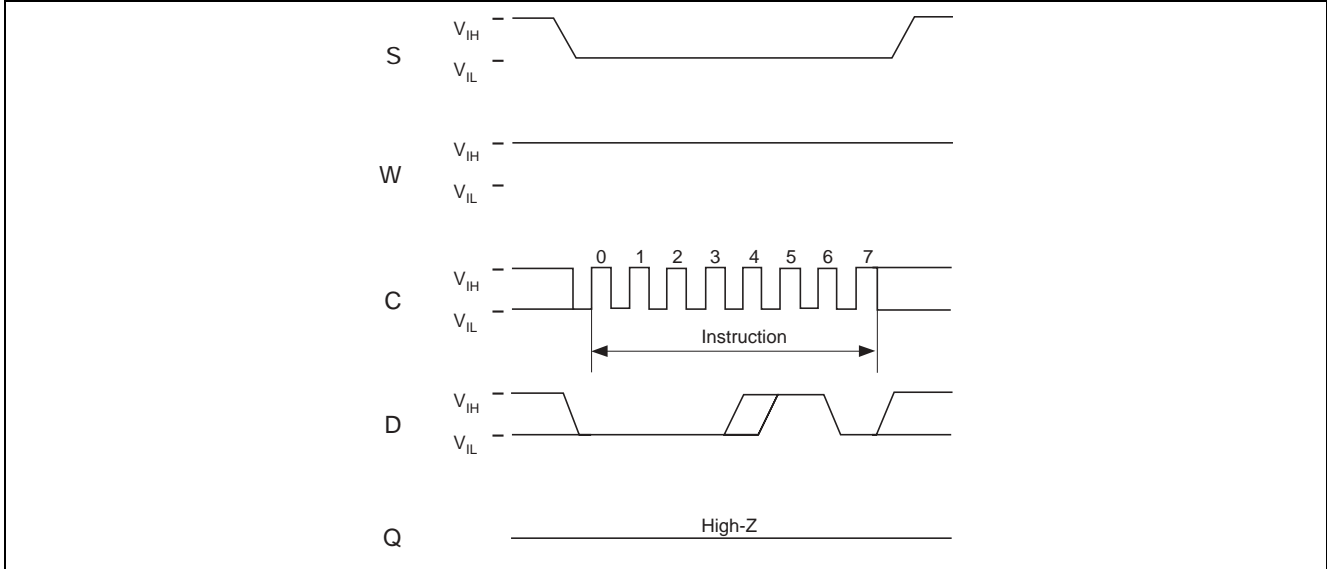 S
V_IH
V_IL
W
V_IH
V_IL
C
V_IH
V_IL
0 1 2 3 4 5 6 7
Instruction
D
V_IH
V_IL
Q
High-Z